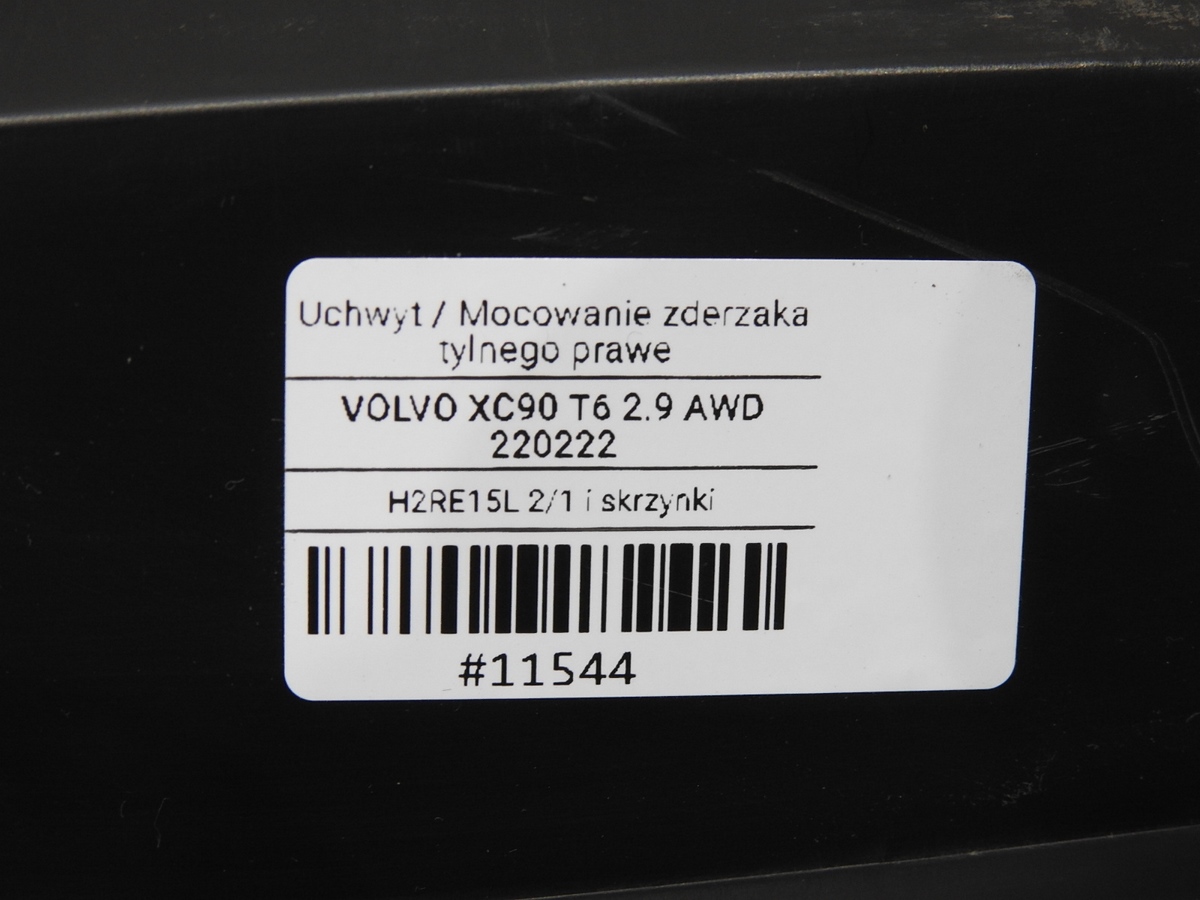 Uchwyt / Mocowanie zderzaka
tylnego prawe
VOLVO XC90 T6 2.9 AWD
220222
H2RE15L 2/1 i skrzynki
#11544